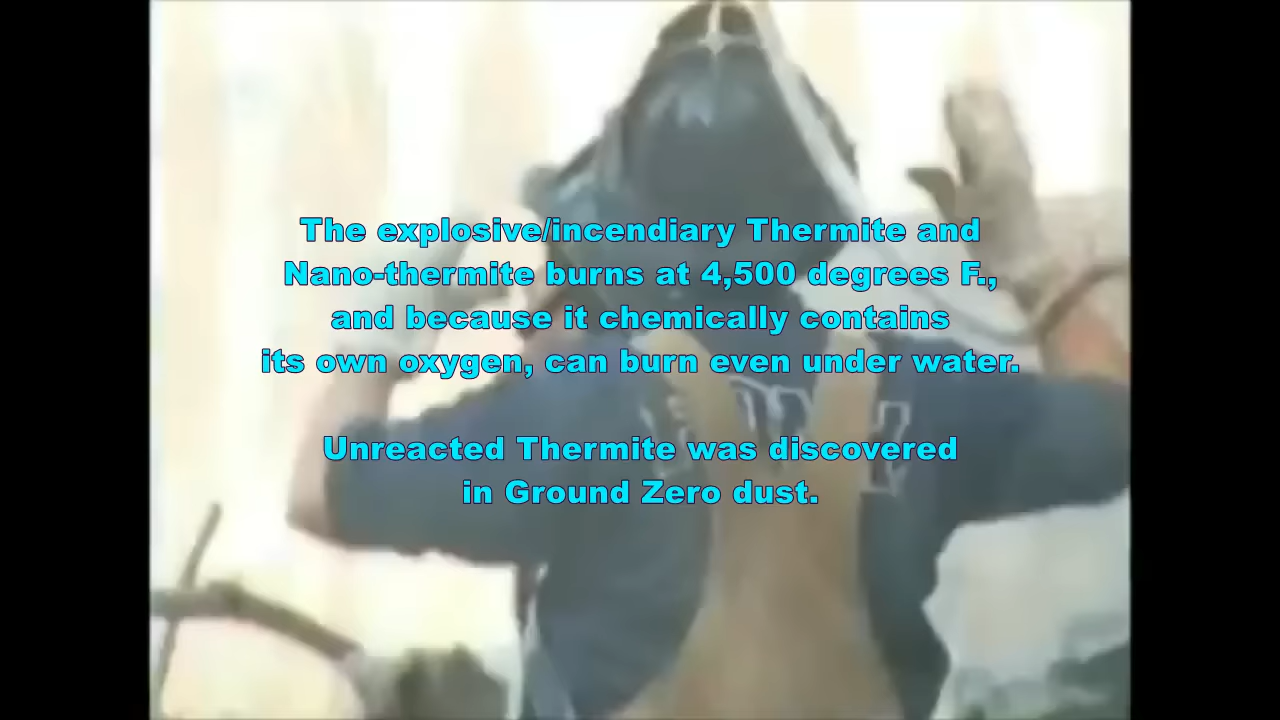 The explosive/incendiary Thermite and
Nano-thermite burns at 4,500 degrees F.,
and because it chemically contains
its own oxygen, can burn even under water.
Unreacted Thermite was discovered
in Ground Zero dust.